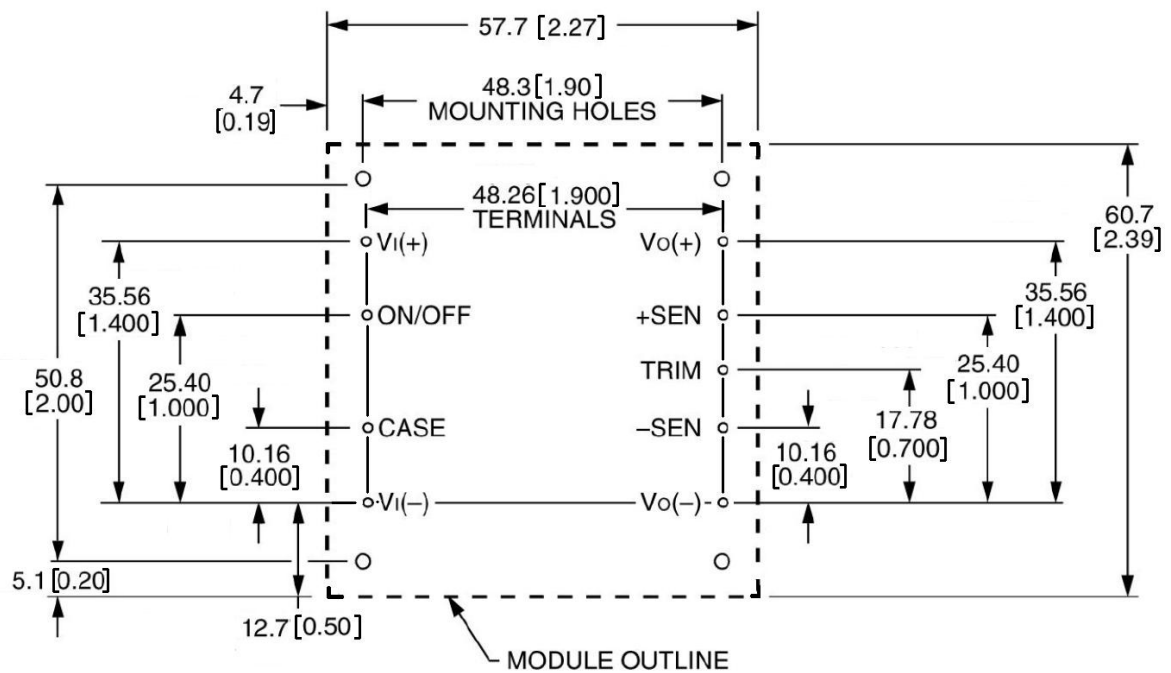 57.7 [2.27]
48.3[1.90]
MOUNTING HOLES
4.7
[0.19]
48.26[1.900]
TERMINALS
60.7
[2.39]
VI(+)
VO(+)
35.56
[1.400]
35.56
[1.400]
ON/OFF
+SEN
50.8
[2.00]
25.40
[1.000]
TRIM
25.40
[1.000]
CASE
–SEN
17.78
[0.700]
10.16
[0.400]
10.16
[0.400]
VI(–)
VO(–)
5.1 [0.20]
12.7 [0.50]
MODULE OUTLINE